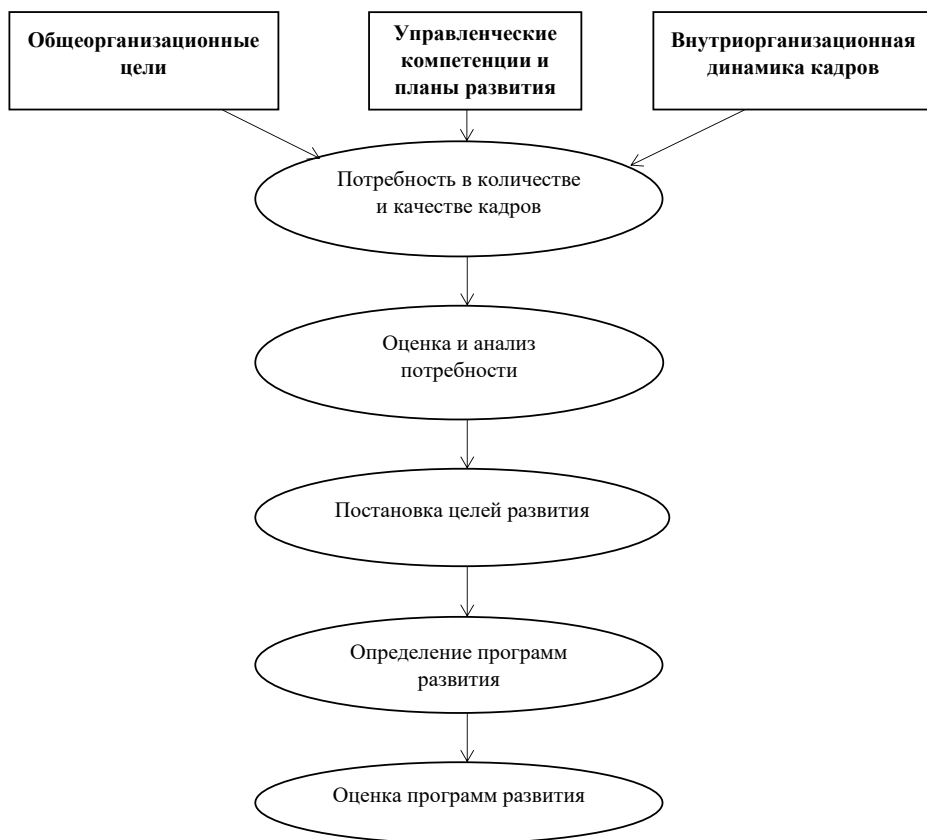 Общеорганизационные
цели
Управленческие
компетенции и
планы развития
Внутриорганизационная
динамика кадров
Потребность в количестве
и качестве кадров
Оценка и анализ
потребности
Постановка целей развития
Определение программ
развития
Оценка программ развития